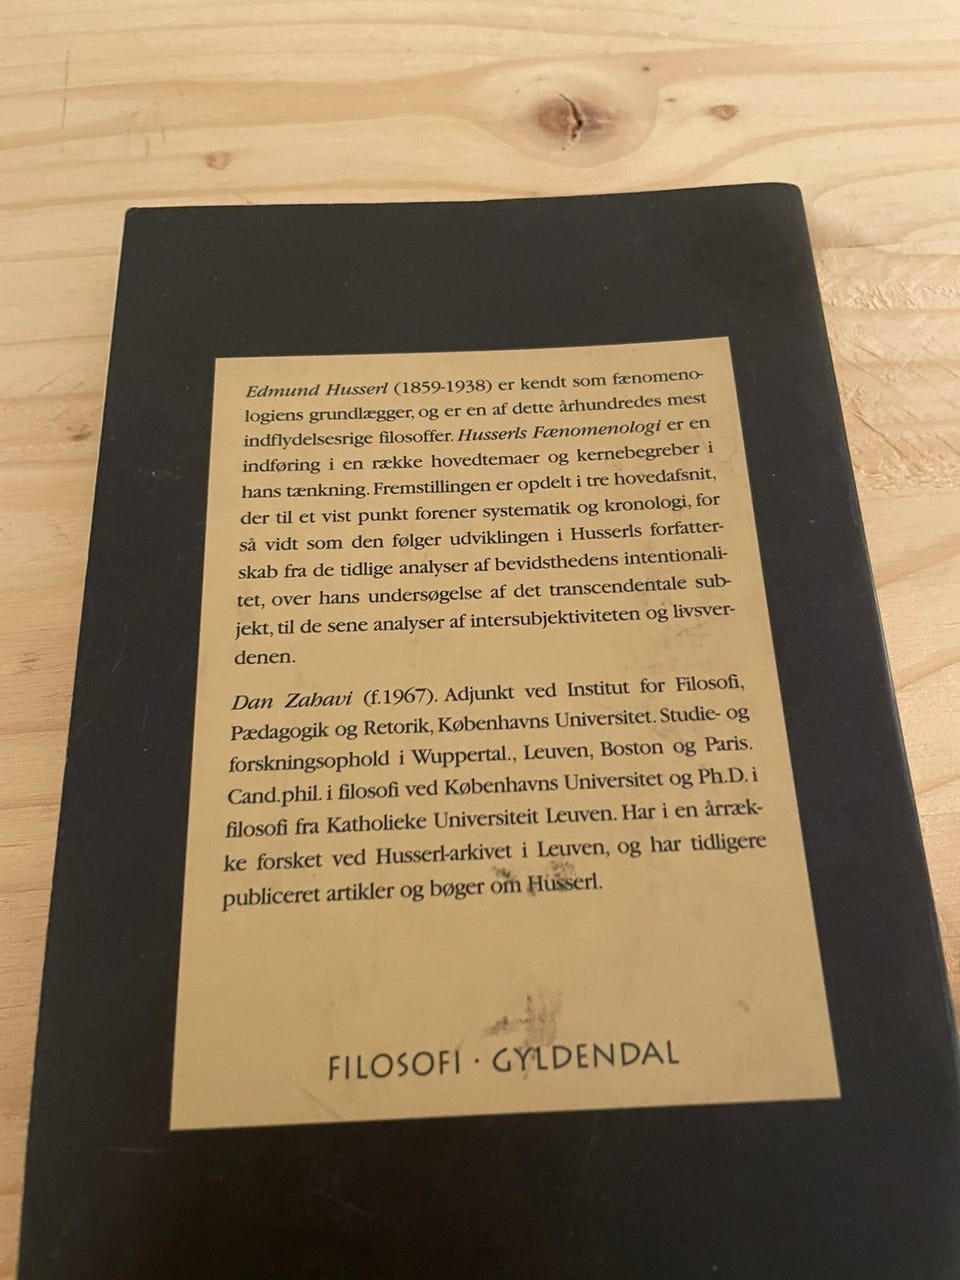 Edmund Husserl (1859-1938) er kendt som fænomeno-
logiens grundlægger, og er en af dette århundredes mest
indflydelsesrige filosoffer. Husserls Fænomenologi er en
indføring i en række hovedtemaer og kernebegreber i
hans tænkning. Fremstillingen er opdelt i tre hovedafsnit,
der til et vist punkt forener systematik og kronologi, for
så vidt som den følger udviklingen i Husserls forfatter-
skab fra de tidlige analyser af bevidsthedens intentionali-
tet, over hans undersøgelse af det transcendentale sub-
jekt, til de sene analyser af intersubjektiviteten og livsver-
denen.
Dan Zahavi (f.1967). Adjunkt ved Institut for Filosofi,
Pædagogik og Retorik, Københavns Universitet. Studie- og
forskningsophold i Wuppertal., Leuven, Boston og Paris.
Cand.phil. i filosofi ved Københavns Universitet og Ph.D. i
filosofi fra Katholieke Universiteit Leuven. Har i en årræk-
ke forsket ved Husserl-arkivet i Leuven, og har tidligere
publiceret artikler og bøger om Husserl.
FILOSOFI · GYLDENDAL